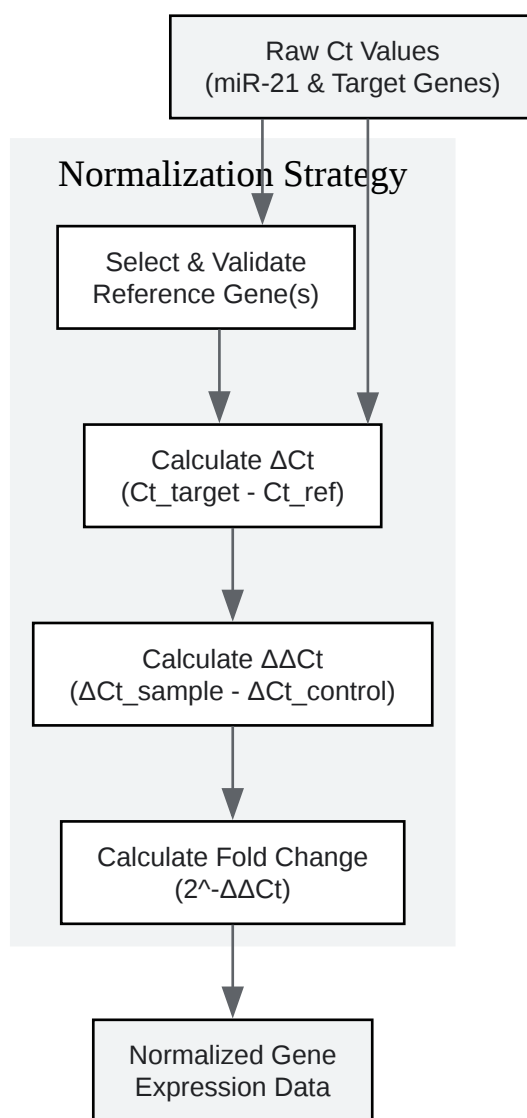 Raw Ct Values
(miR-21 & Target Genes)
Normalization Strategy
Select & Validate
Reference Gene(s)
Calculate ΔCt
(Ct_target - Ct_ref)
Calculate ΔΔCt
(ΔCt_sample - ΔCt_control)
Calculate Fold Change
(2^-ΔΔCt)
Normalized Gene
Expression Data